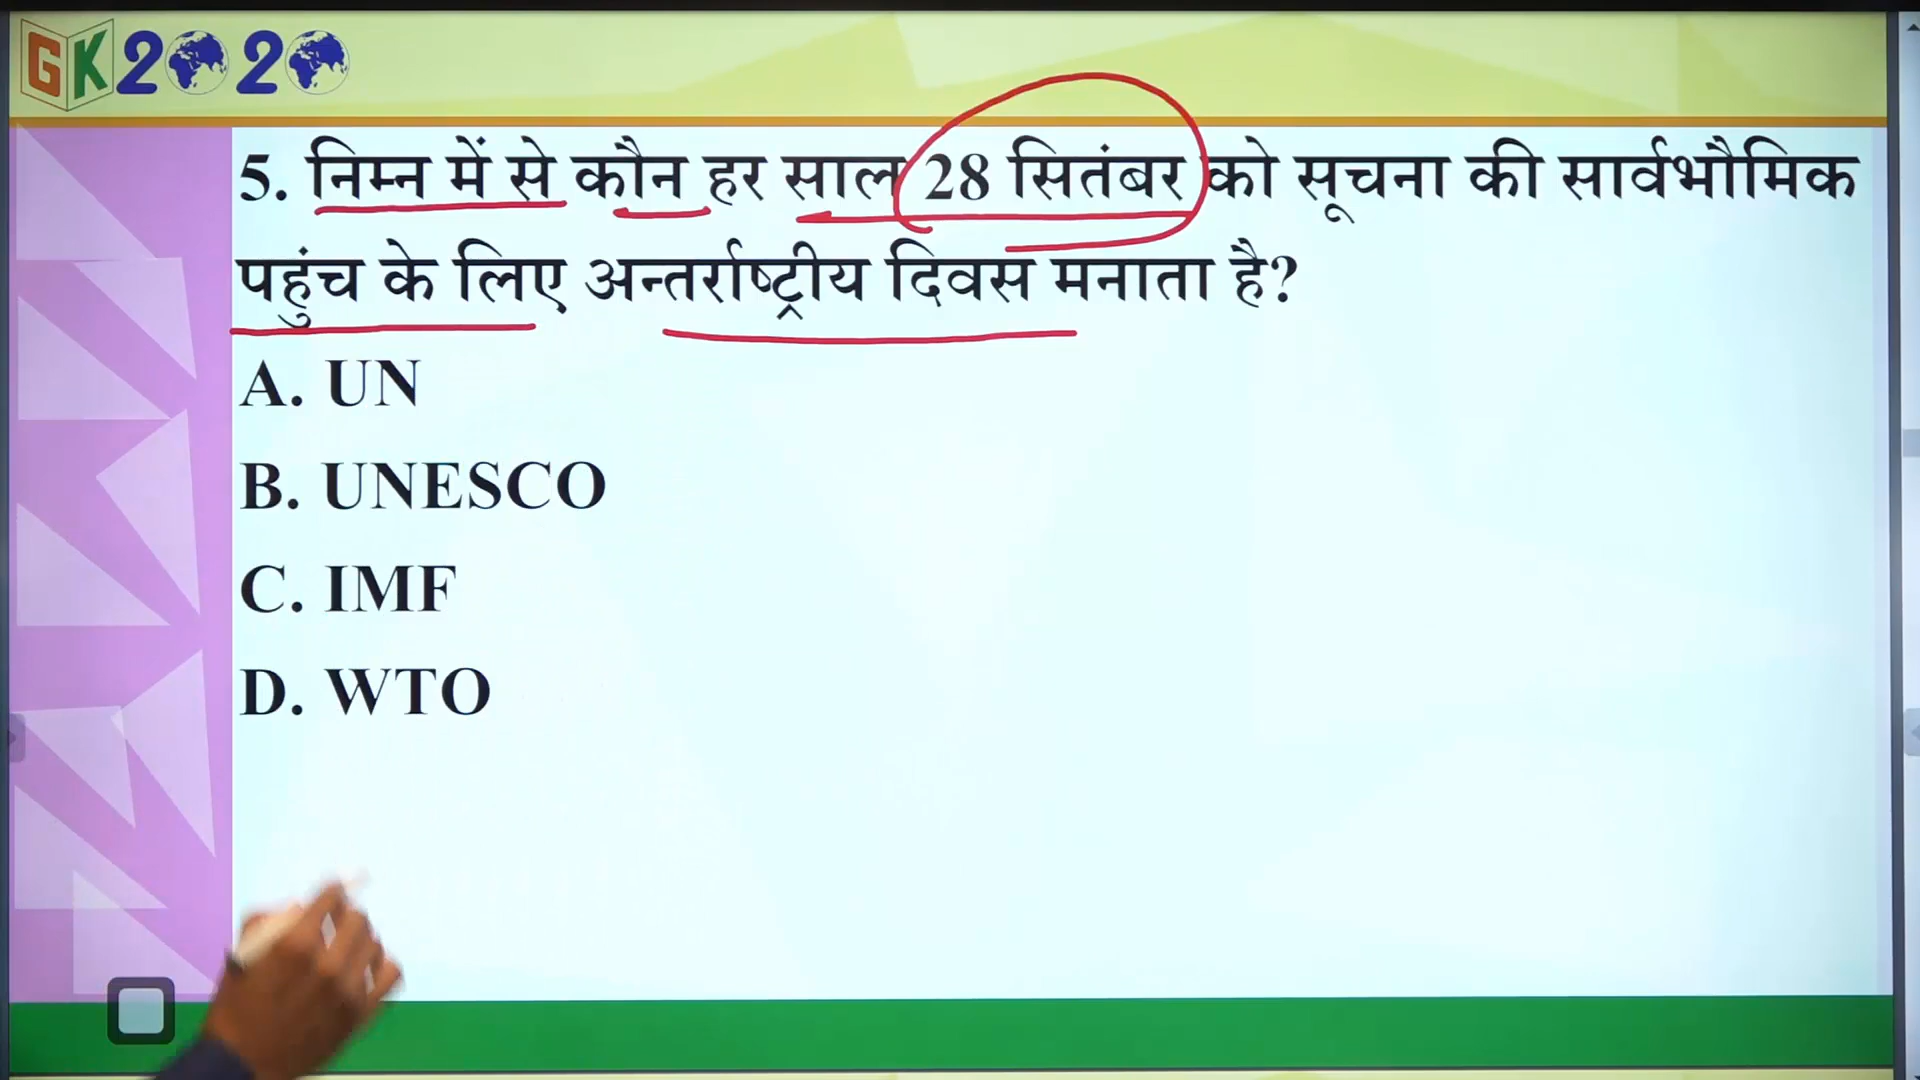 GK2020
5. निम्न में से कौन हर साल 28 सितंबर को सूचना की सार्वभौमिक
पहुंच के लिए अन्तर्राष्ट्रीय दिवस मनाता है?
A. UN
B. UNESCO
C. IMF
D. WTO